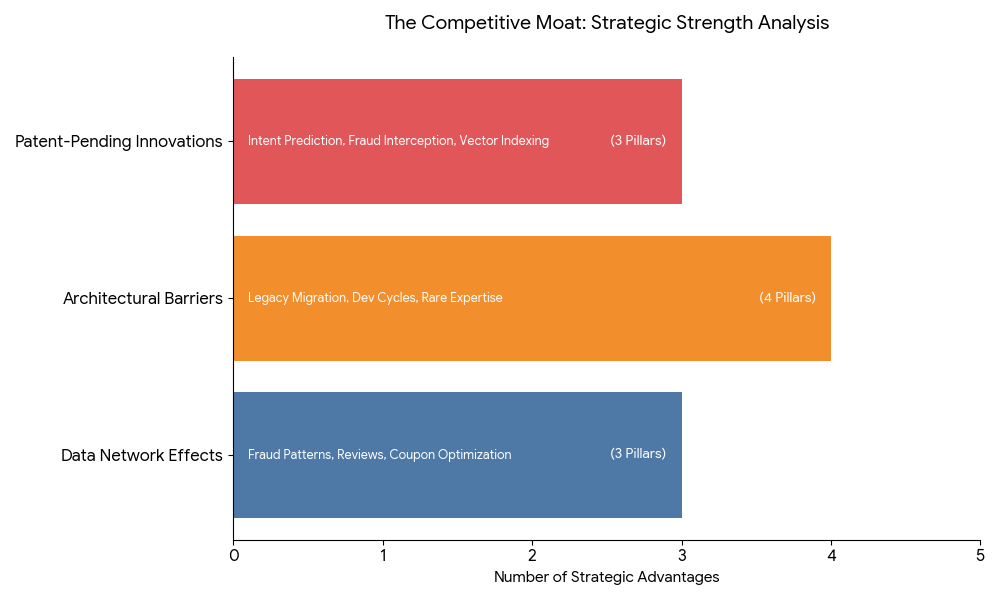 The Competitive Moat: Strategic Strength Analysis
Patent-Pending Innovations
Intent Prediction, Fraud Interception, Vector Indexing (3 Pillars)
Architectural Barriers
Legacy Migration, Dev Cycles, Rare Expertise (4 Pillars)
Data Network Effects
Fraud Patterns, Reviews, Coupon Optimization (3 Pillars)
0 1 2 3 4 5
Number of Strategic Advantages